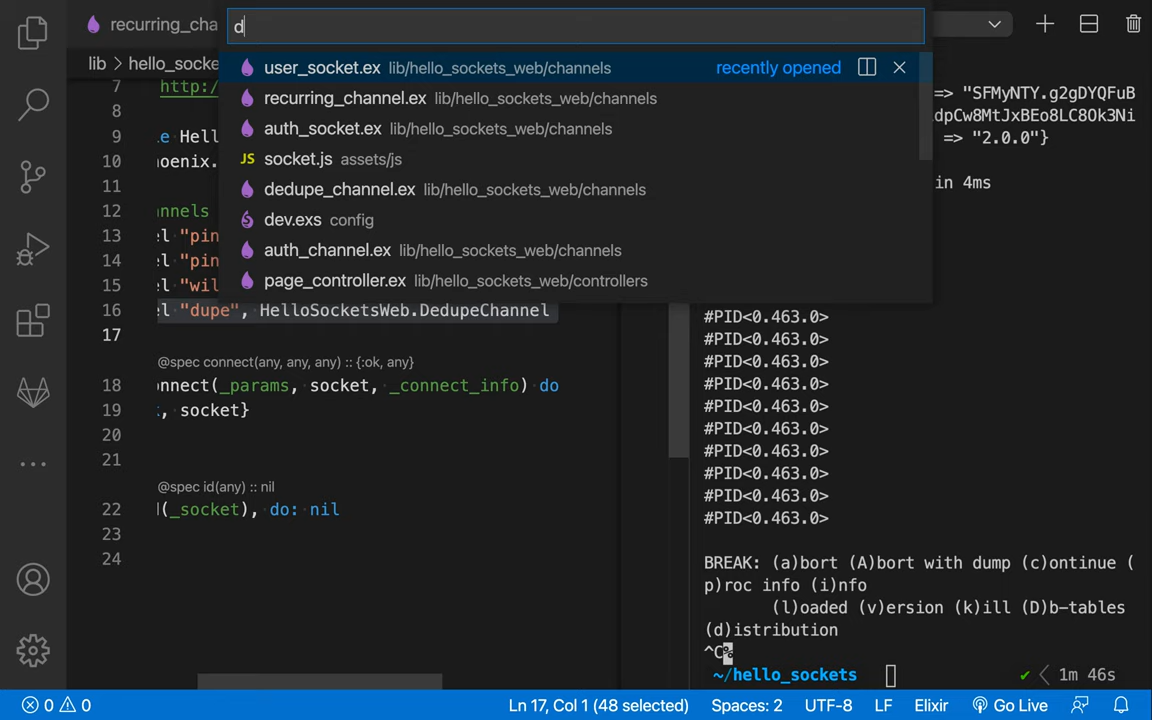 recurring_cha
d
lib > hello_socke
user_socket.ex lib/hello_sockets_web/channels recently opened
recurring_channel.ex lib/hello_sockets_web/channels
auth_socket.ex lib/hello_sockets_web/channels
JS socket.js assets/js
dedupe_channel.ex lib/hello_sockets_web/channels
dev.exs config
auth_channel.ex lib/hello_sockets_web/channels
page_controller.ex lib/hello_sockets_web/controllers
7 http:/
8
9 e Hell
10 oenix.
11
12 nnels
13 el "pin
14 el "pin
15 el "wil
16 el "dupe", HelloSocketsWeb.DedupeChannel
17
@spec connect(any, any, any) :: {:ok, any}
18 onnect(_params, socket, _connect_info) do
19 , socket}
20
21
@spec id(any) :: nil
22 (_socket), do: nil
23
24
=> "SFMyNTY.g2gDYQFuB
dpCw8MtJxBEo8LC8Ok3Ni
=> "2.0.0"}
in 4ms
#PID<0.463.0>
#PID<0.463.0>
#PID<0.463.0>
#PID<0.463.0>
#PID<0.463.0>
#PID<0.463.0>
#PID<0.463.0>
#PID<0.463.0>
#PID<0.463.0>
#PID<0.463.0>
BREAK: (a)bort (A)bort with dump (c)ontinue (
p)roc info (i)nfo
(l)oaded (v)ersion (k)ill (D)b-tables
(d)istribution
^C%
~/hello_sockets ✔ < 1m 46s
0 0 Ln 17, Col 1 (48 selected) Spaces: 2 UTF-8 LF Elixir Go Live